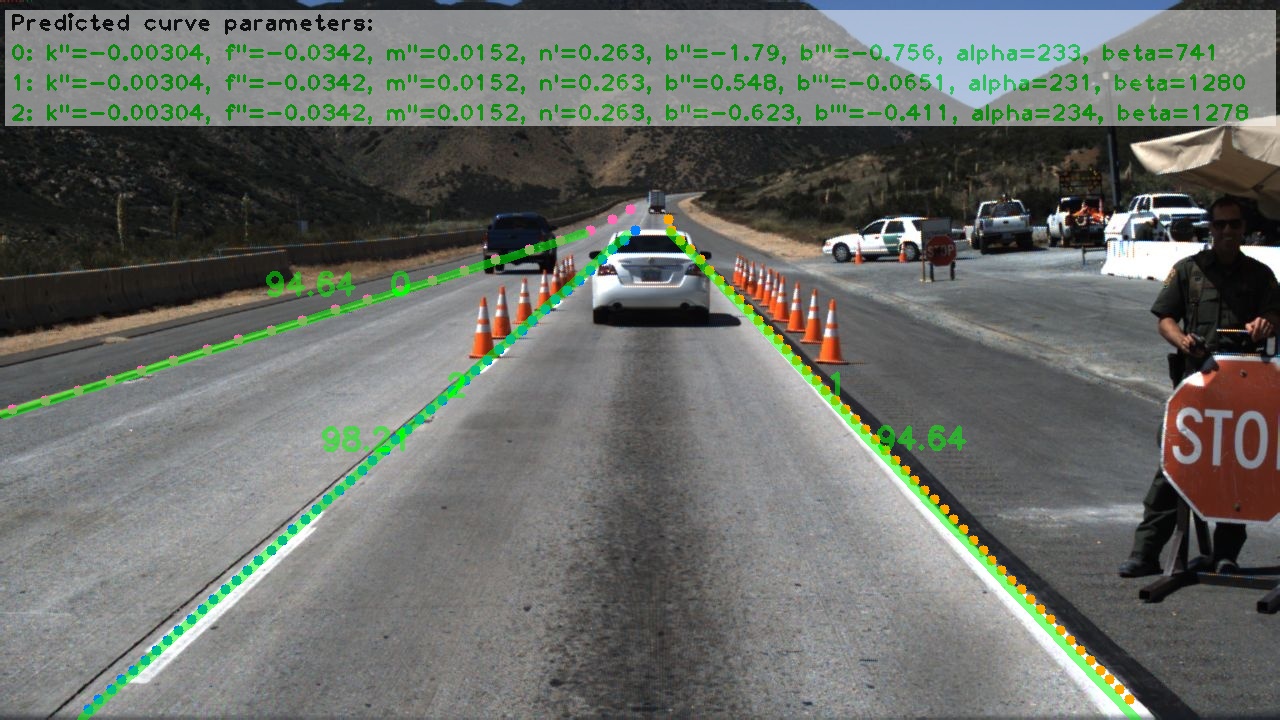 Predicted curve parameters:
0: k''=-0.00304, f''=-0.0342, m''=0.0152, n'=0.263, b''=-1.79, b'''=-0.756, alpha=233, beta=741
1: k''=-0.00304, f''=-0.0342, m''=0.0152, n'=0.263, b''=0.548, b'''=-0.0651, alpha=231, beta=1280
2: k''=-0.00304, f''=-0.0342, m''=0.0152, n'=0.263, b''=-0.623, b'''=-0.411, alpha=234, beta=1278
STOP
94.64 0
2 1
98.21 94.64
STO